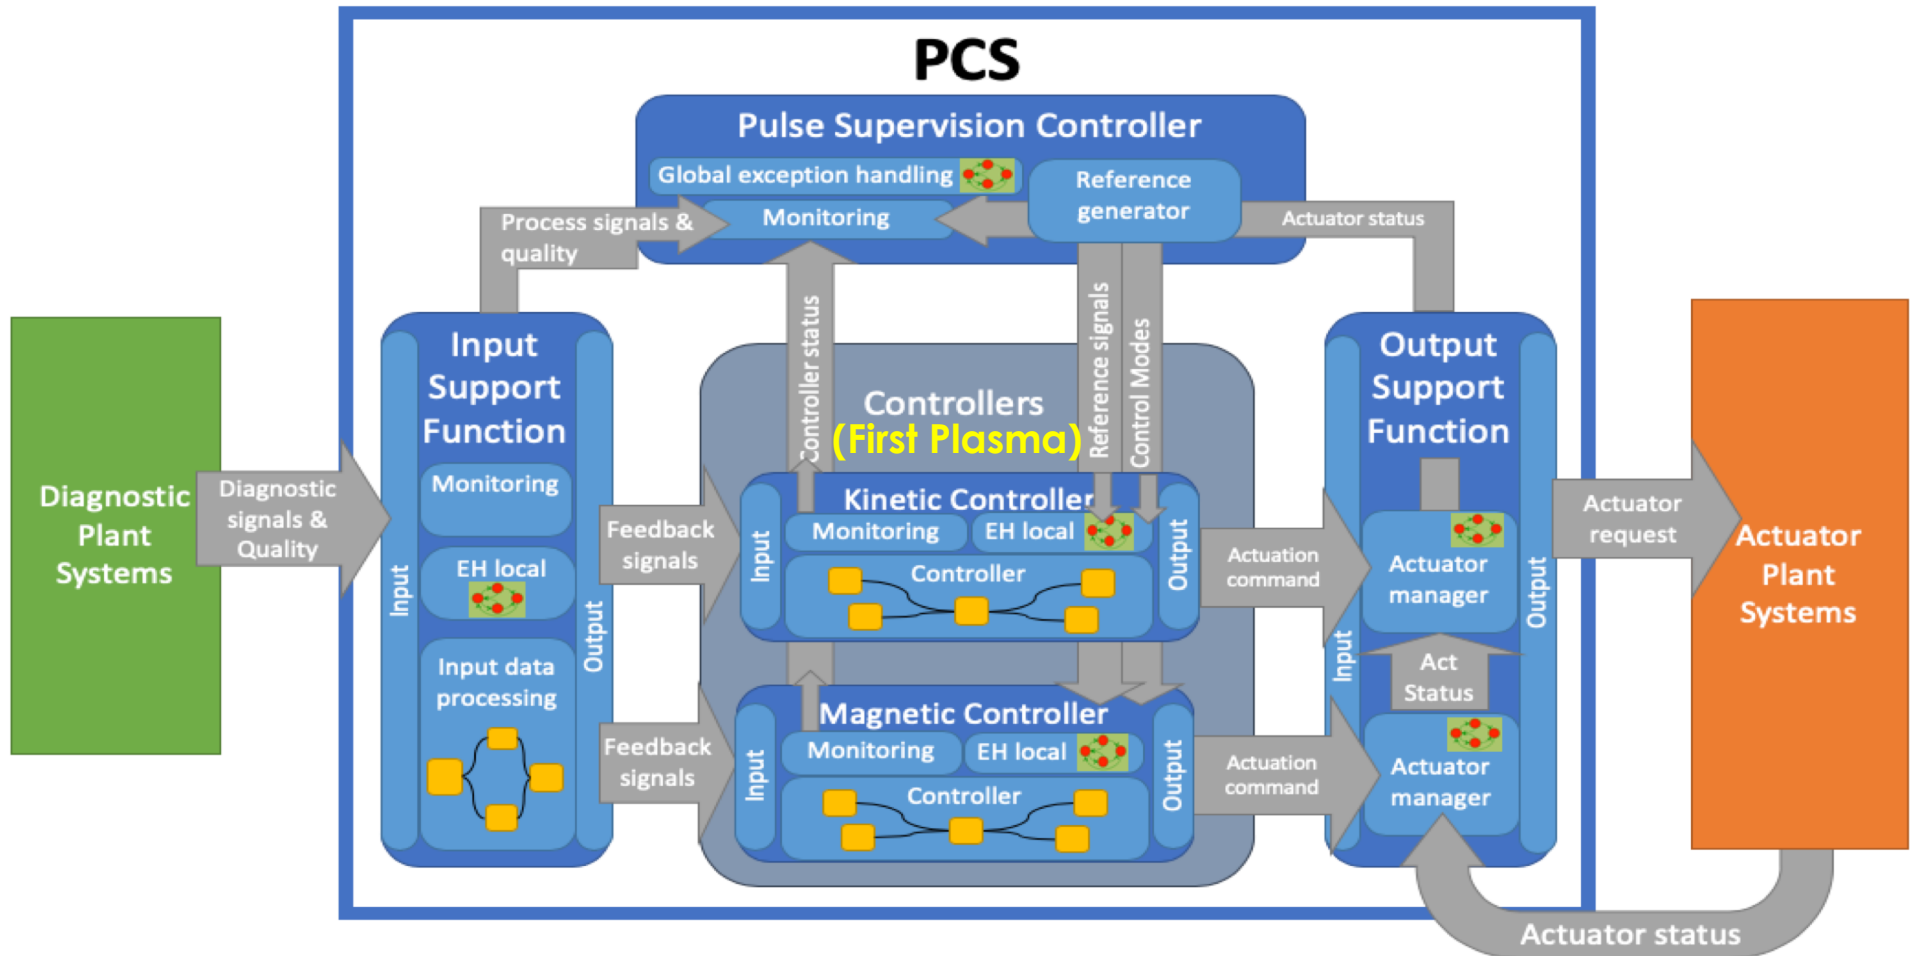 PCS
Pulse Supervision Controller
Global exception handling
Reference
generator
Monitoring
Process signals &
quality
Actuator status
Controller status
Reference signals
Control Modes
Diagnostic
Plant
Systems
Diagnostic
signals &
Quality
Input
Support
Function
Monitoring
EH local
Input data
processing
Input
Output
Feedback
signals
Feedback
signals
Controllers
(First Plasma)
Kinetic Controller
Monitoring
EH local
Controller
Input
Output
Magnetic Controller
Monitoring
EH local
Controller
Input
Output
Actuation
command
Actuation
command
Output
Support
Function
Actuator
manager
Act
Status
Actuator
manager
Input
Output
Actuator
request
Actuator
Plant
Systems
Actuator status